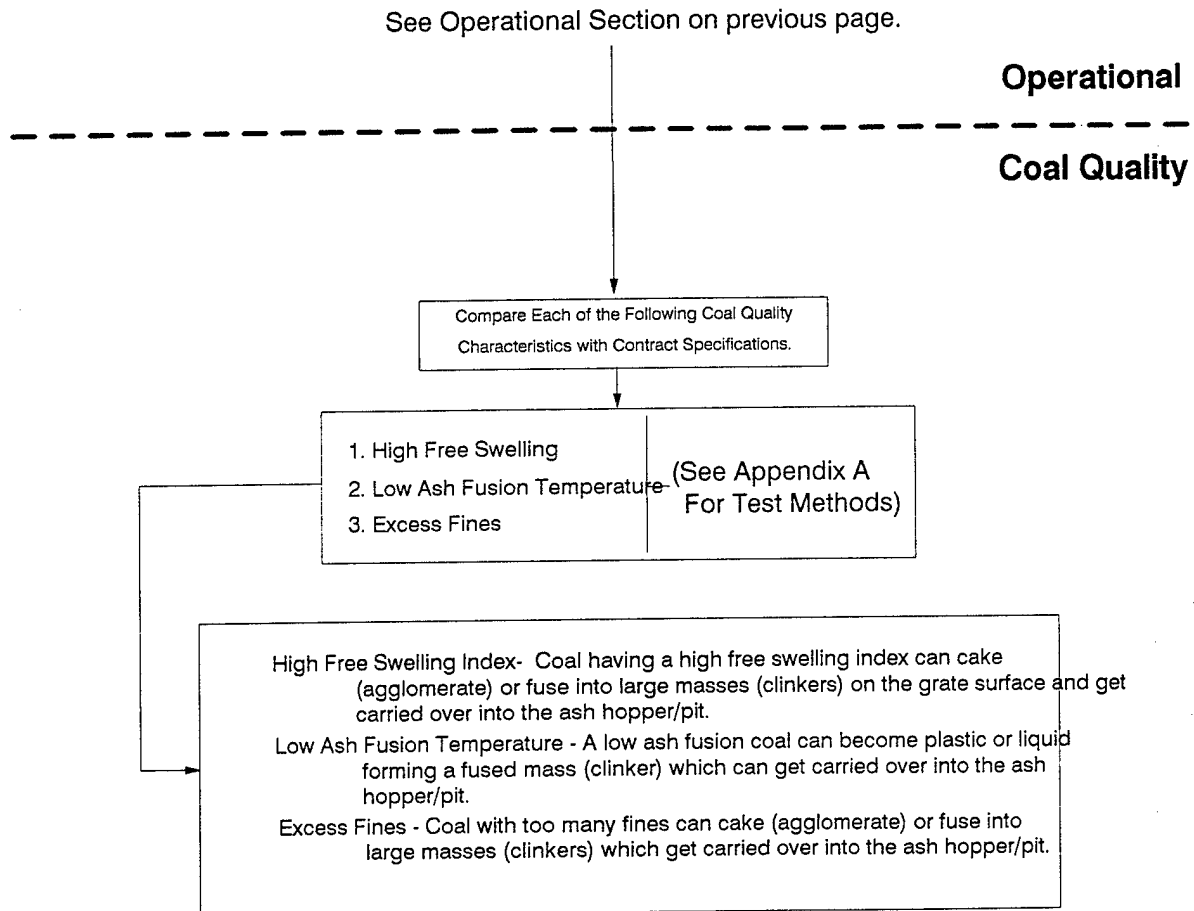 See Operational Section on previous page.
Operational
Coal Quality
Compare Each of the Following Coal Quality
Characteristics with Contract Specifications.
1. High Free Swelling
2. Low Ash Fusion Temperature
3. Excess Fines
(See Appendix A
For Test Methods)
High Free Swelling Index- Coal having a high free swelling index can cake
(agglomerate) or fuse into large masses (clinkers) on the grate surface and get
carried over into the ash hopper/pit.
Low Ash Fusion Temperature - A low ash fusion coal can become plastic or liquid
forming a fused mass (clinker) which can get carried over into the ash
hopper/pit.
Excess Fines - Coal with too many fines can cake (agglomerate) or fuse into
large masses (clinkers) which get carried over into the ash hopper/pit.